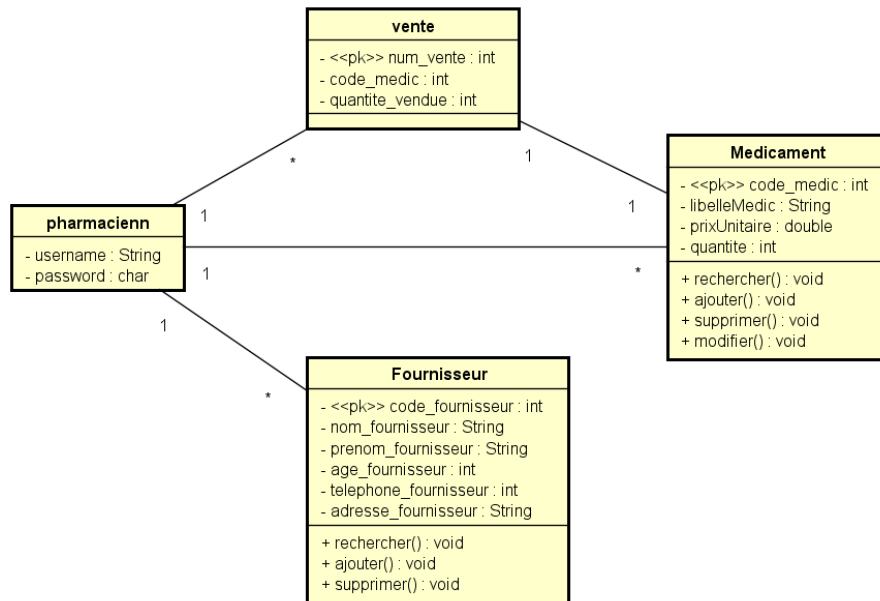 vente
- <<pk>> num_vente : int
- code_medic : int
- quantite_vendue : int
*
1
1
1
Medicament
- <<pk>> code_medic : int
- libelleMedic : String
- prixUnitaire : double
- quantite : int
+ rechercher() : void
+ ajouter() : void
+ supprimer() : void
+ modifier() : void
pharmacienn
- username : String
- password : char
1
*
1
*
Fournisseur
- <<pk>> code_fournisseur : int
- nom_fournisseur : String
- prenom_fournisseur : String
- age_fournisseur : int
- telephone_fournisseur : int
- adresse_fournisseur : String
+ rechercher() : void
+ ajouter() : void
+ supprimer() : void